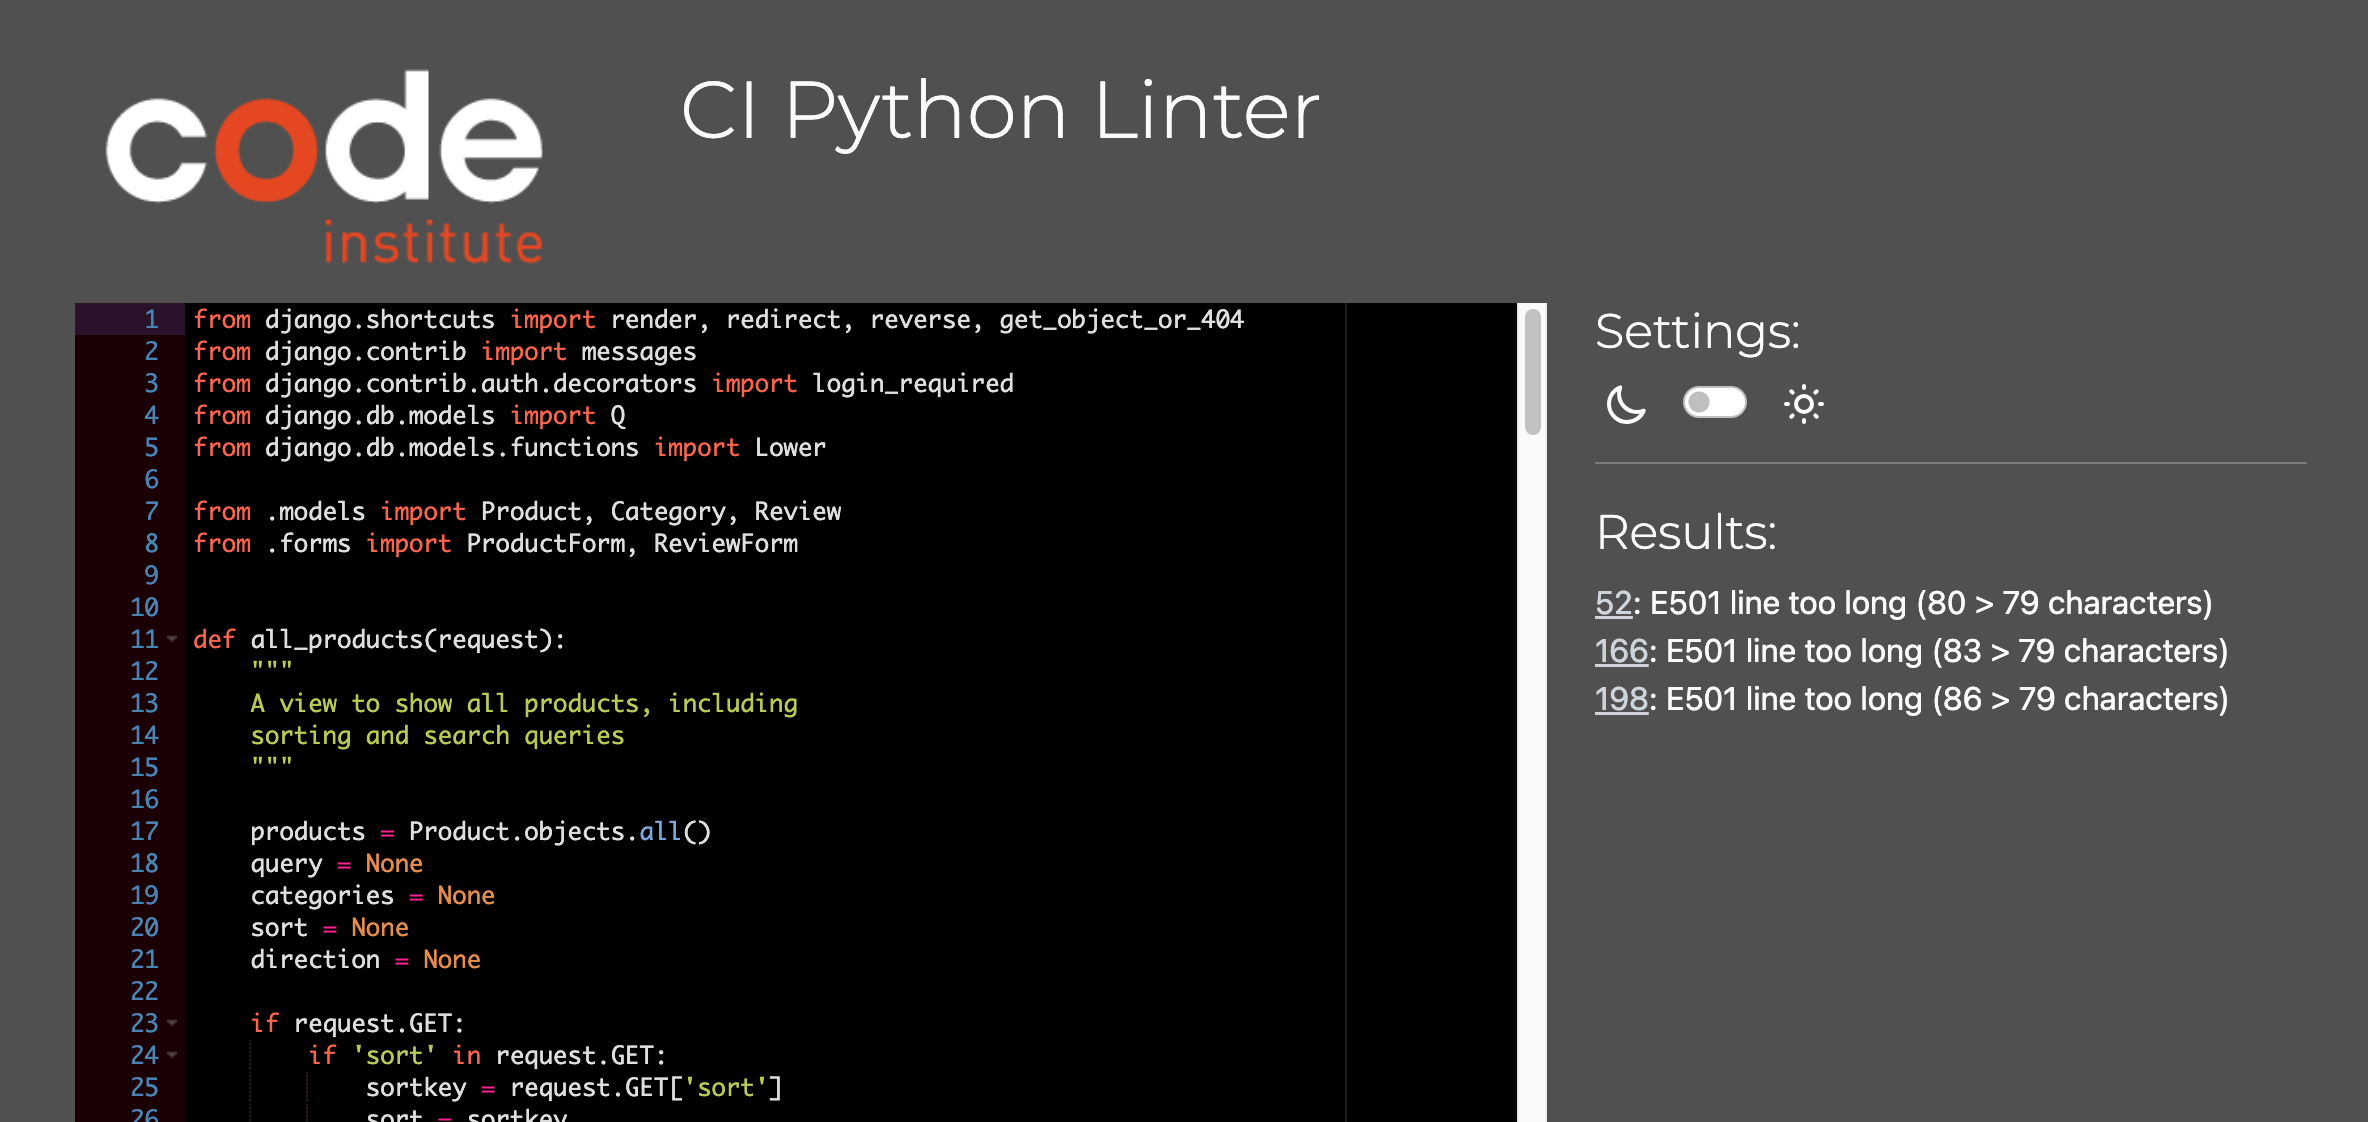 code
institute
CI Python Linter
1 from django.shortcuts import render, redirect, reverse, get_object_or_404
2 from django.contrib import messages
3 from django.contrib.auth.decorators import login_required
4 from django.db.models import Q
5 from django.db.models.functions import Lower
6
7 from .models import Product, Category, Review
8 from .forms import ProductForm, ReviewForm
9
10
11 def all_products(request):
12     """
13     A view to show all products, including
14     sorting and search queries
15     """
16
17     products = Product.objects.all()
18     query = None
19     categories = None
20     sort = None
21     direction = None
22
23     if request.GET:
24         if 'sort' in request.GET:
25             sortkey = request.GET['sort']
26             sort = sortkey
Settings:
Results:
52: E501 line too long (80 > 79 characters)
166: E501 line too long (83 > 79 characters)
198: E501 line too long (86 > 79 characters)